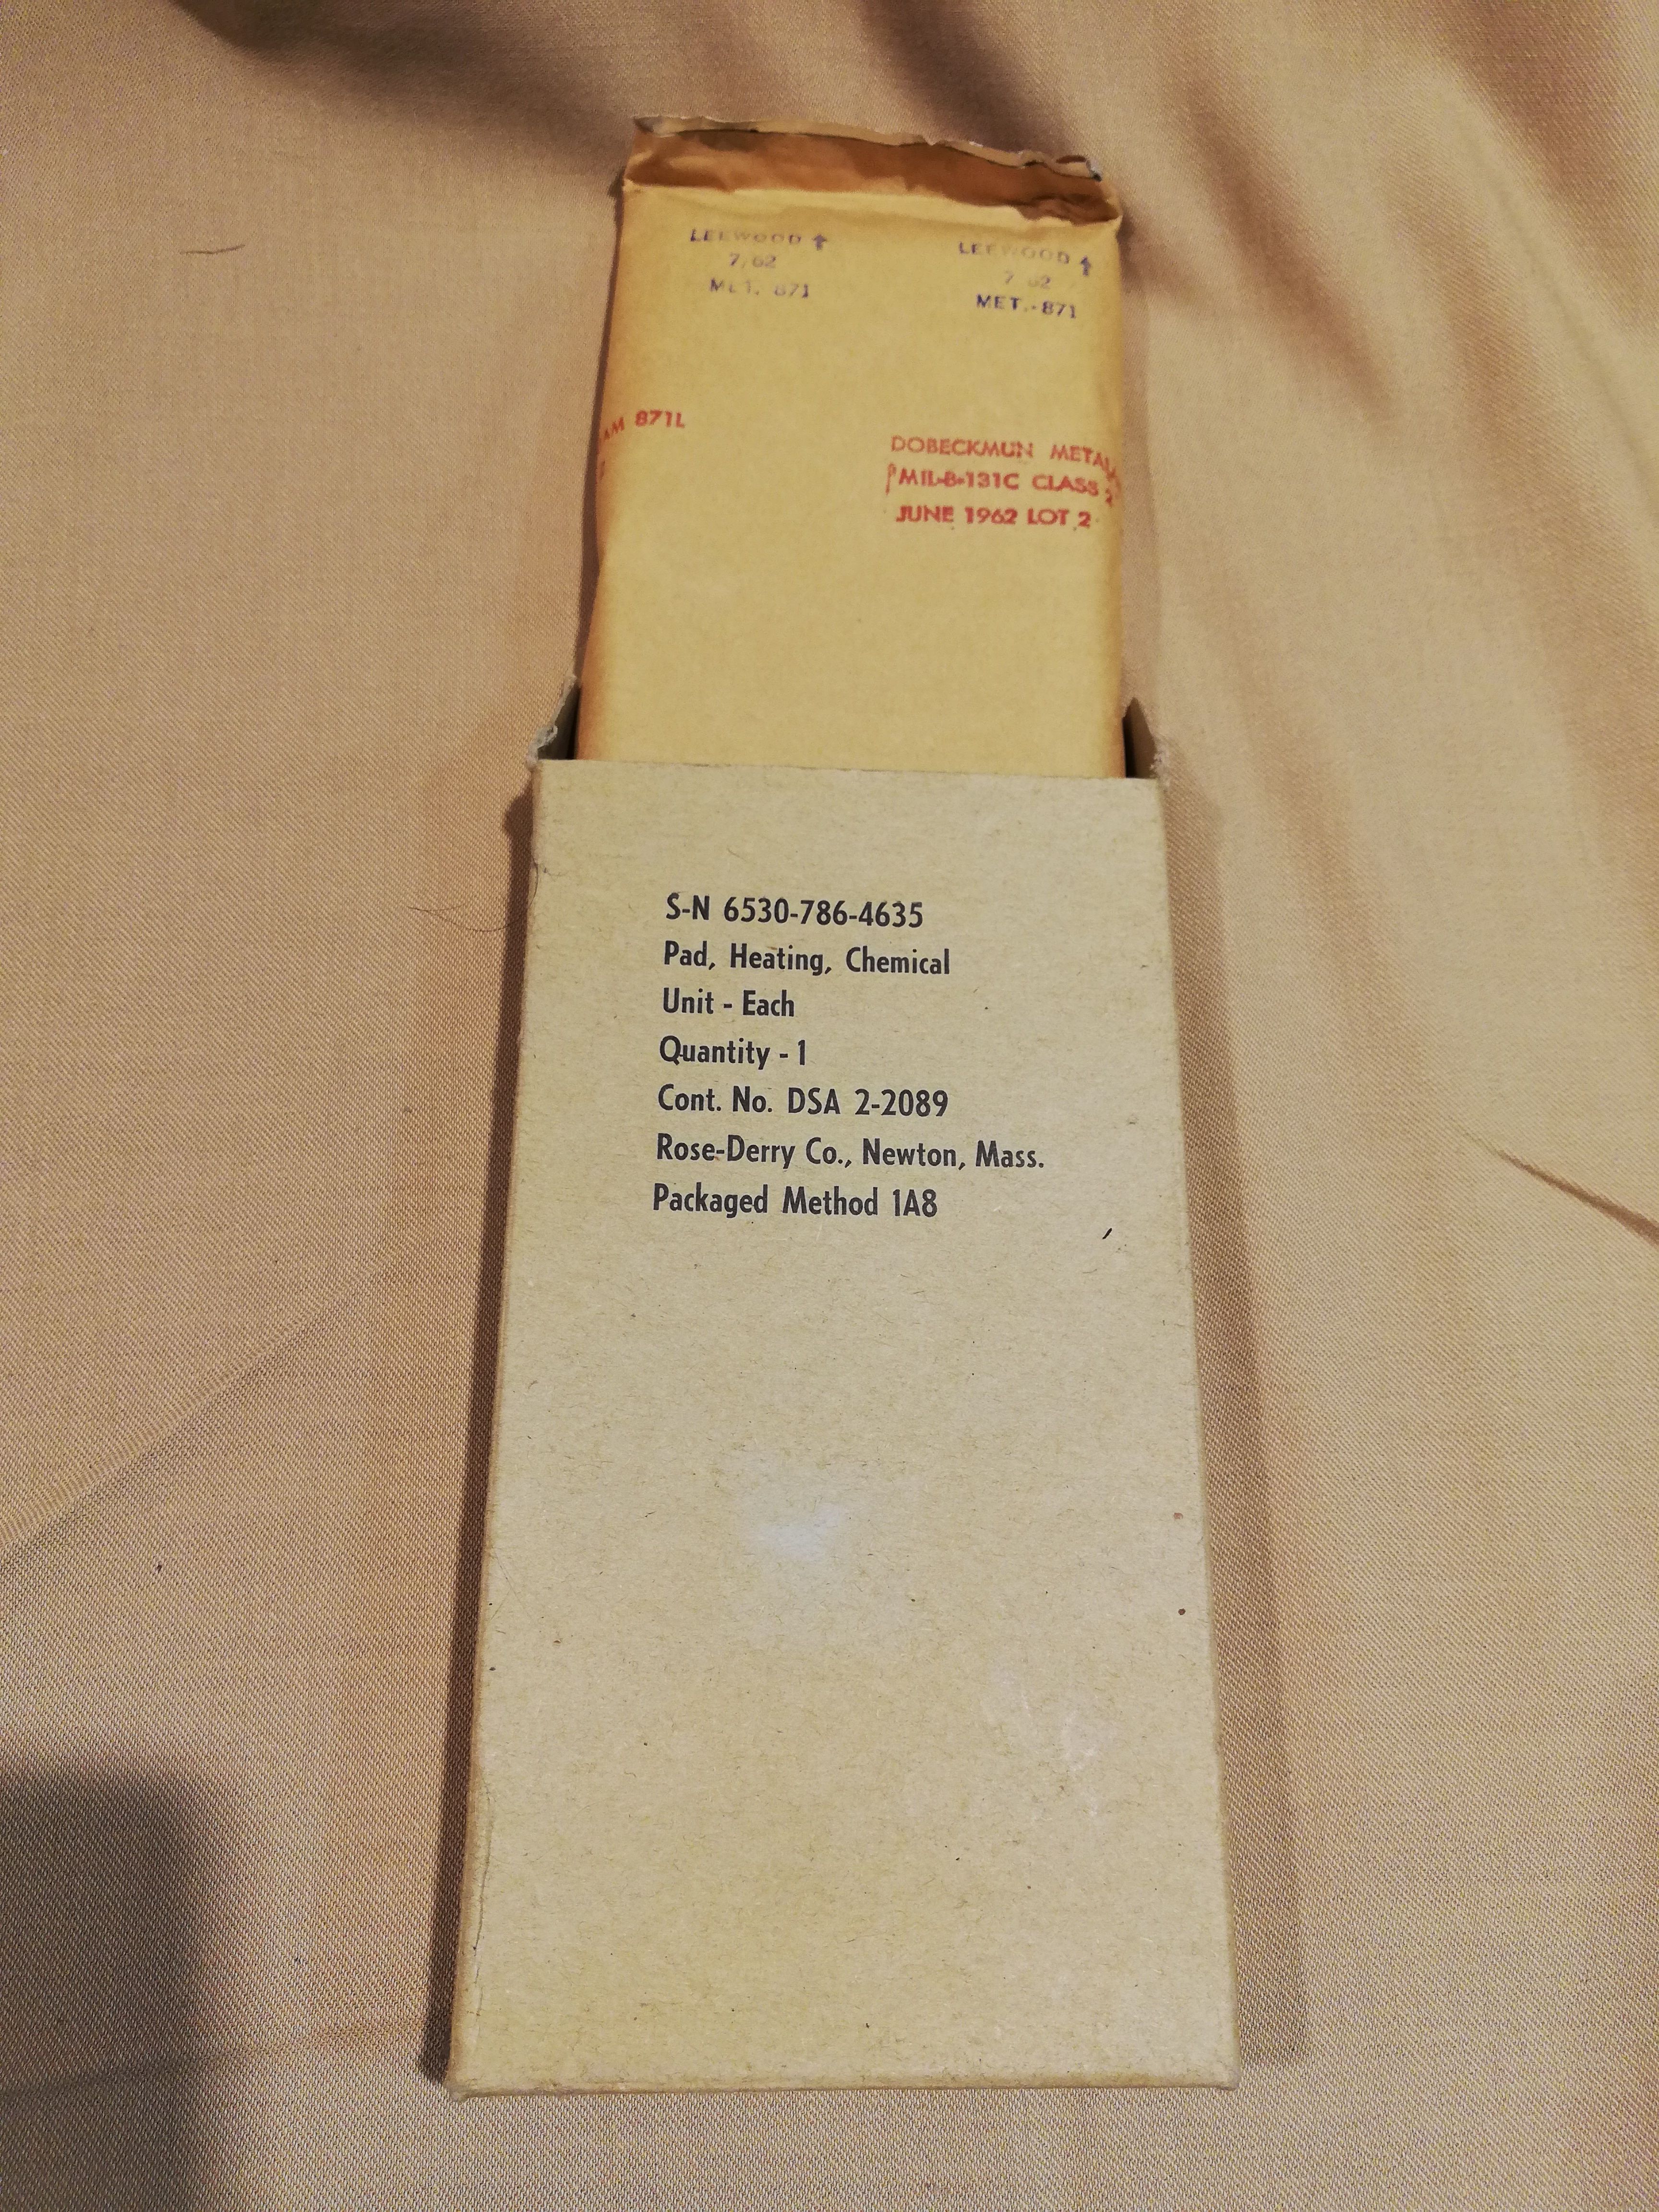 LEEWOOD ↑
7/62
MET. 871
LEEWOOD ↑
7 62
MET.-871
871L
DOBECKMUN
MIL-B-131C CLASS 2
JUNE 1962 LOT 2
S-N 6530-786-4635
Pad, Heating, Chemical
Unit - Each
Quantity - 1
Cont. No. DSA 2-2089
Rose-Derry Co., Newton, Mass.
Packaged Method 1A8